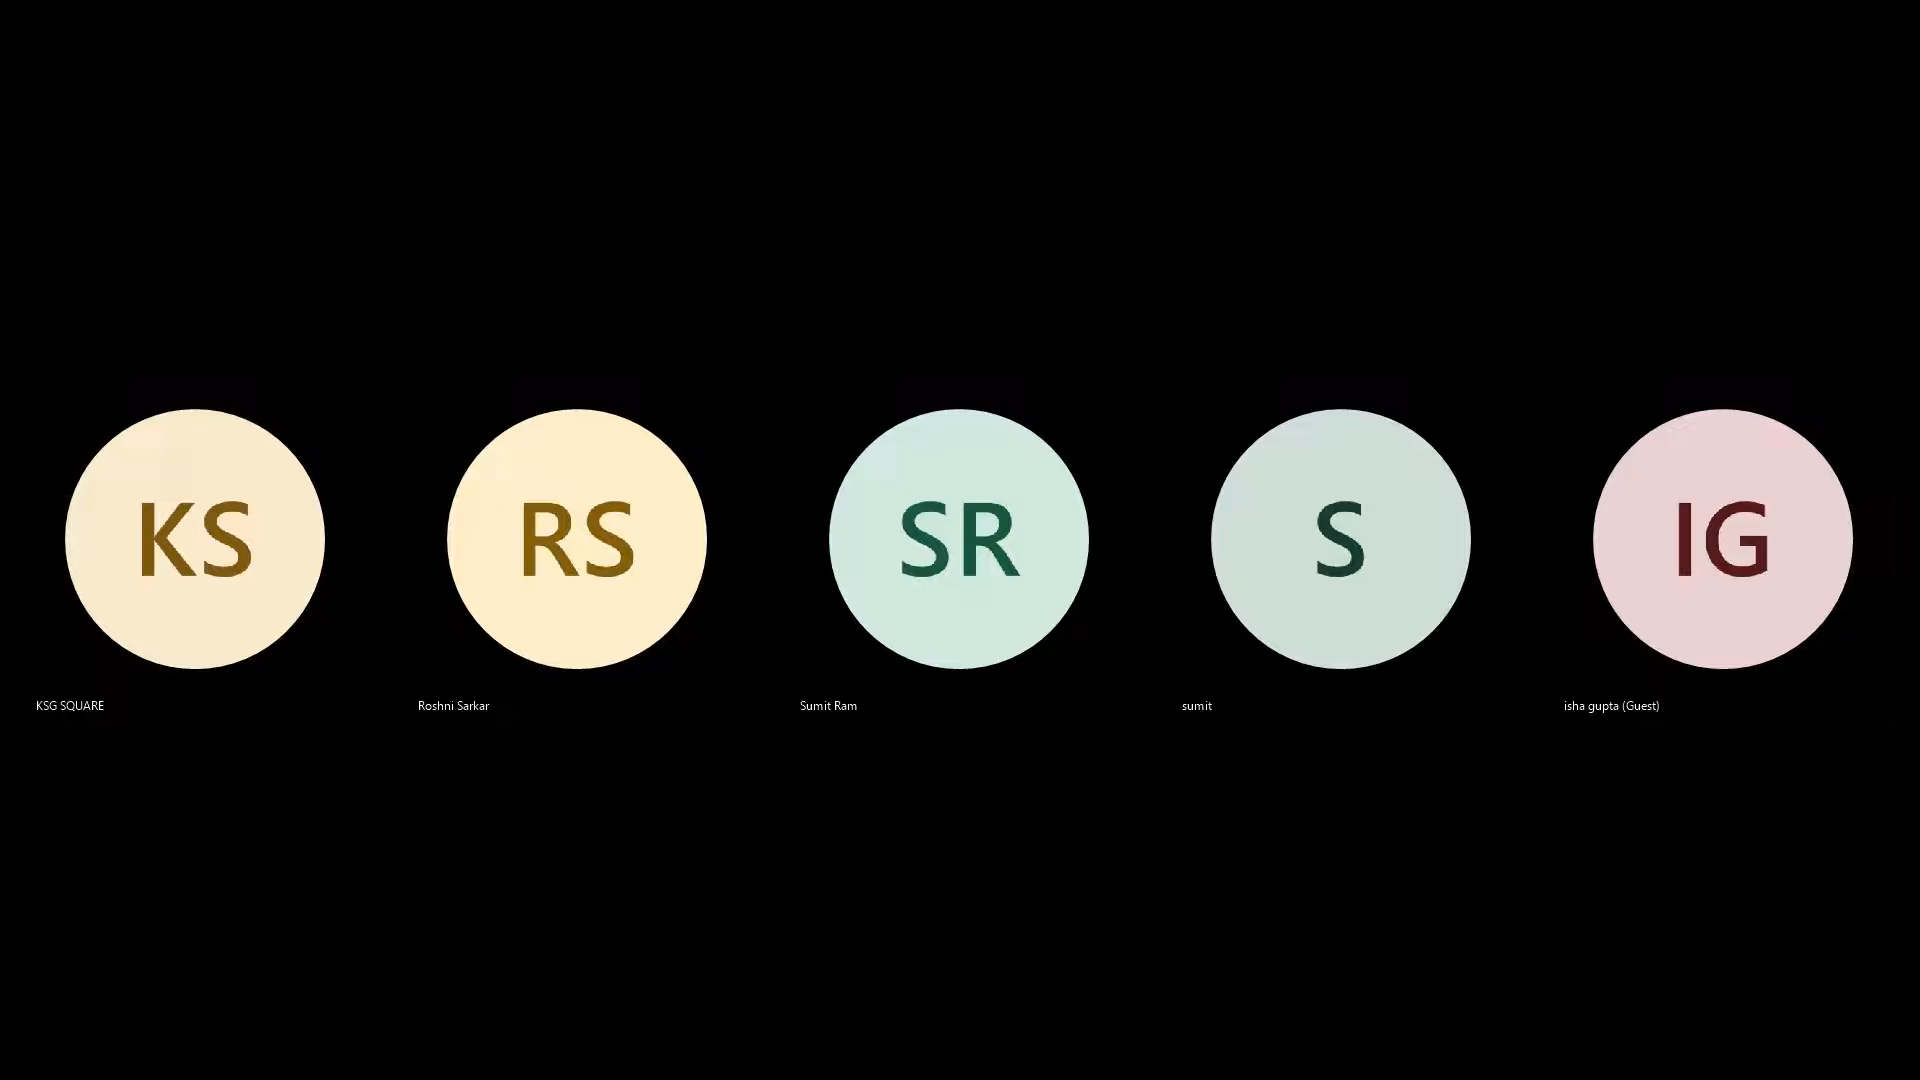 KS
RS
SR
S
IG
KSG SQUARE
Roshni Sarkar
Sumit Ram
sumit
isha gupta (Guest)